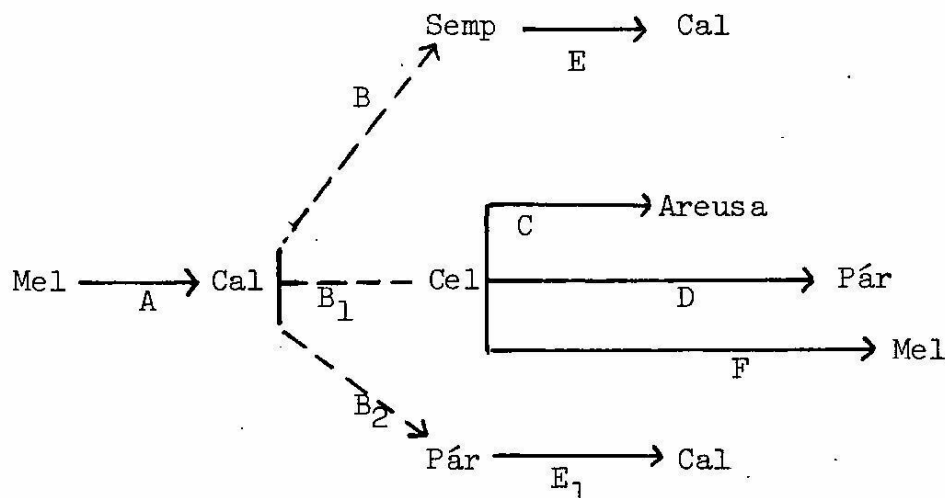 Semp Cal
E
B
Areusa
C
Mel Cal Cel Pár
A B₁ D
Mel
F
B₂
Pár Cal
E₁